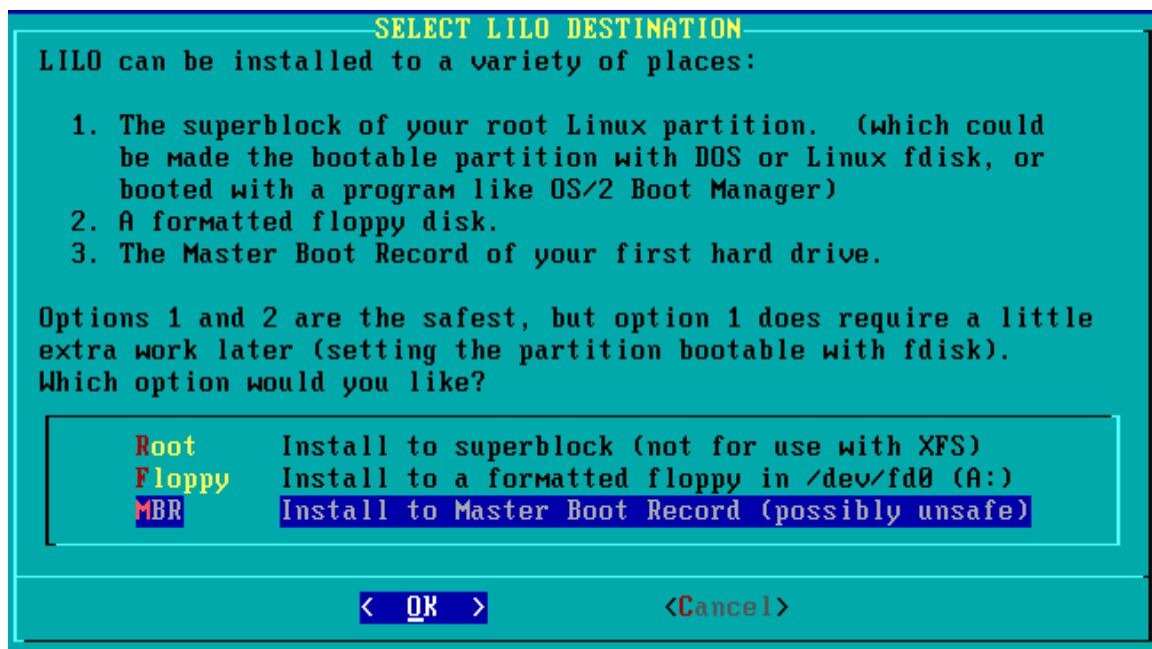 SELECT LILO DESTINATION
LILO can be installed to a variety of places:
1. The superblock of your root Linux partition.  (which could
be made the bootable partition with DOS or Linux fdisk, or
booted with a program like OS/2 Boot Manager)
2. A formatted floppy disk.
3. The Master Boot Record of your first hard drive.
Options 1 and 2 are the safest, but option 1 does require a little
extra work later (setting the partition bootable with fdisk).
Which option would you like?
Root Install to superblock (not for use with XFS)
Floppy Install to a formatted floppy in /dev/fd0 (A:)
MBR Install to Master Boot Record (possibly unsafe)
< OK > <Cancel>